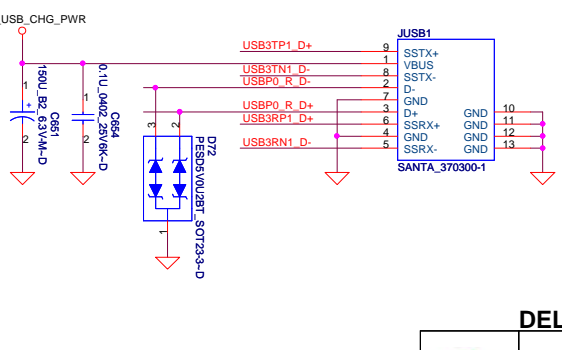 USB_CHG_PWR
JUSB1
USB3TP1_D+ 9 SSTX+
1 VBUS
USB3TN1_D- 8 SSTX-
USBP0_R_D- 2 D-
7 GND
USBP0_R_D+ 3 D+ GND 10
USB3RP1_D+ 6 SSRX+ GND 11
4 GND GND 12
USB3RN1_D- 5 SSRX- GND 13
SANTA_370300-1
1
+
2
C651
150U_B2_6.3V-M~D
1
2
C654
0.1U_0402_25V6K~D
3
2
1
D72
PESD5V0U2BT_SOT23-3~D
DEL